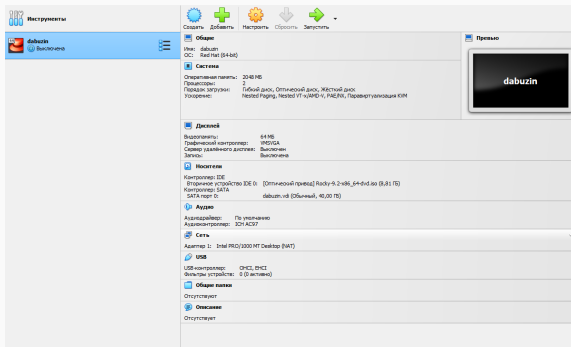 Инструменты
dabuzin
Выключена
Создать Добавить Настроить Сбросить Запустить
Общие
Имя: dabuzin
ОС: Red Hat (64-bit)
Система
Оперативная память: 2048 МБ
Процессоры: 2
Порядок загрузки: Гибкий диск, Оптический диск, Жёсткий диск
Ускорение: Nested Paging, Nested VT-x/AMD-V, PAE/NX, Паравиртуализация KVM
Превью
dabuzin
Дисплей
Видеопамять: 64 МБ
Графический контроллер: VMSVGA
Сервер удалённого дисплея: Выключен
Запись: Выключена
Носители
Контроллер: IDE
Вторичное устройство IDE 0: [Оптический привод] Rocky-9.2-x86_64-dvd.iso (8,81 ГБ)
Контроллер: SATA
SATA порт 0: dabuzin.vdi (Обычный, 40,00 ГБ)
Аудио
Аудиодрайвер: По умолчанию
Аудиоконтроллер: ICH AC97
Сеть
Адаптер 1: Intel PRO/1000 MT Desktop (NAT)
USB
USB-контроллер: OHCI, EHCI
Фильтры устройств: 0 (0 активно)
Общие папки
Отсутствуют
Описание
Отсутствует